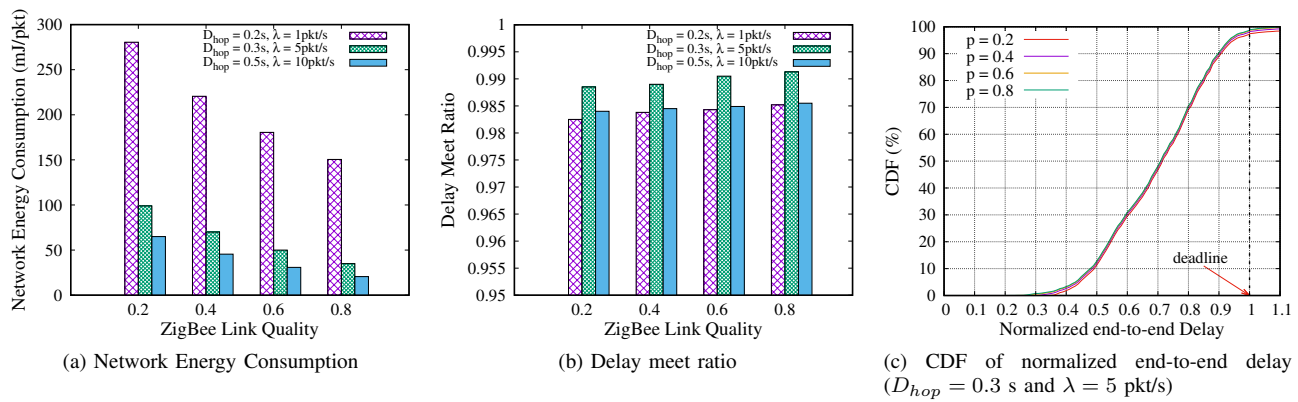 Network Energy Consumption (mJ/pkt)
300
250
200
150
100
50
0
D_hop = 0.2s, λ = 1pkt/s
D_hop = 0.3s, λ = 5pkt/s
D_hop = 0.5s, λ = 10pkt/s
0.2 0.4 0.6 0.8
ZigBee Link Quality
(a) Network Energy Consumption
Delay Meet Ratio
1
0.995
0.99
0.985
0.98
0.975
0.97
0.965
0.96
0.955
0.95
D_hop = 0.2s, λ = 1pkt/s
D_hop = 0.3s, λ = 5pkt/s
D_hop = 0.5s, λ = 10pkt/s
0.2 0.4 0.6 0.8
ZigBee Link Quality
(b) Delay meet ratio
CDF (%)
100
90
80
70
60
50
40
30
20
10
0
p = 0.2
p = 0.4
p = 0.6
p = 0.8
deadline
0 0.1 0.2 0.3 0.4 0.5 0.6 0.7 0.8 0.9 1 1.1
Normalized end-to-end Delay
(c) CDF of normalized end-to-end delay
(D_hop = 0.3 s and λ = 5 pkt/s)